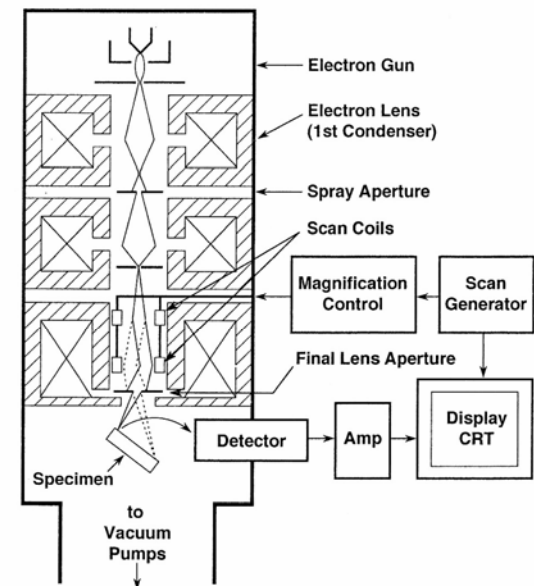 Electron Gun
Electron Lens
(1st Condenser)
Spray Aperture
Scan Coils
Magnification
Control
Scan
Generator
Final Lens Aperture
Display
CRT
Detector
Amp
Specimen
to
Vacuum
Pumps